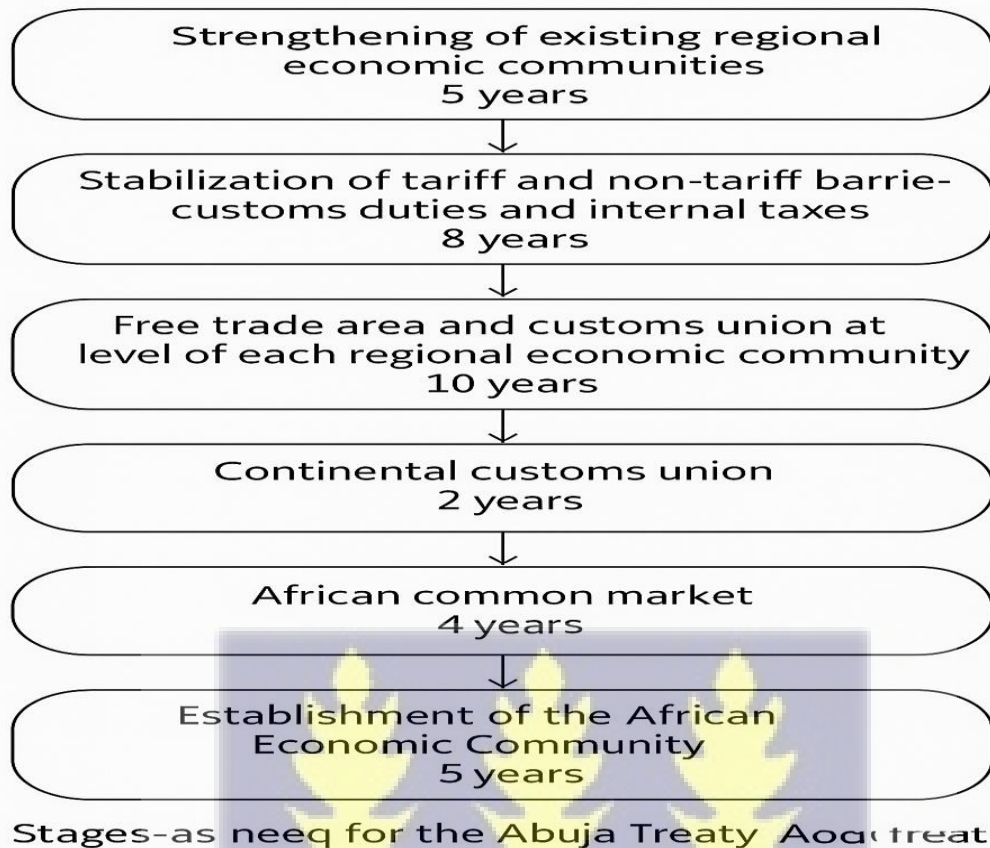 Strengthening of existing regional
economic communities
5 years
Stabilization of tariff and non-tariff barrie-
customs duties and internal taxes
8 years
Free trade area and customs union at
level of each regional economic community
10 years
Continental customs union
2 years
African common market
4 years
Establishment of the African
Economic Community
5 years
Stages-as neeq for the Abuja Treaty